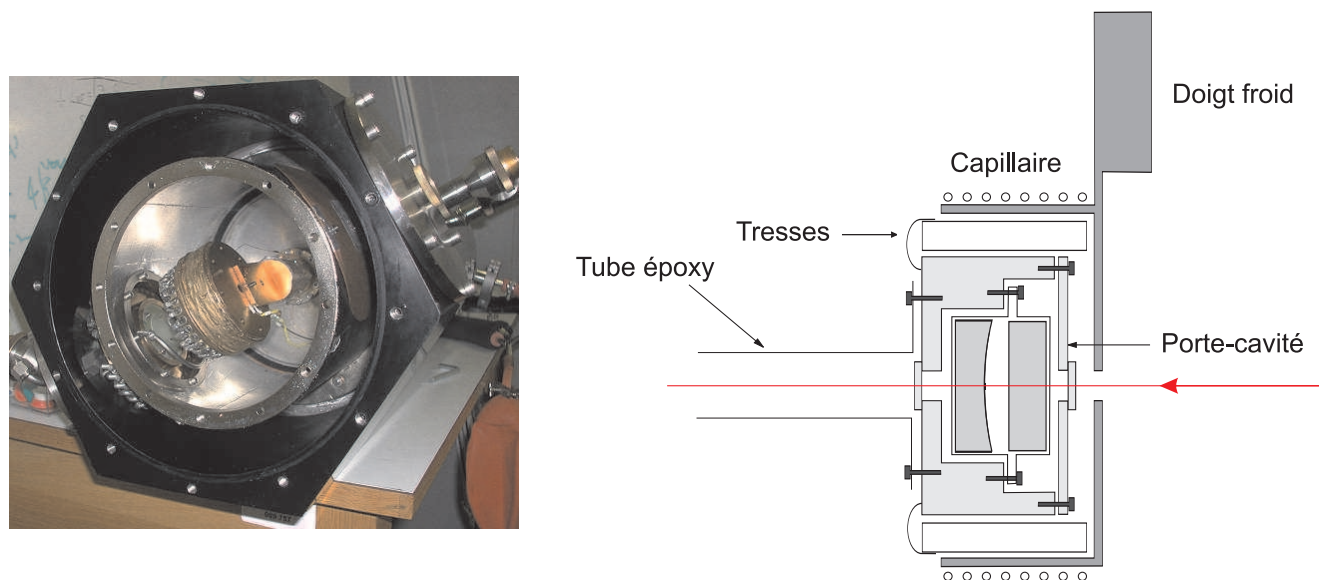 Doigt froid
Capillaire
Tresses
Tube époxy
Porte-cavité